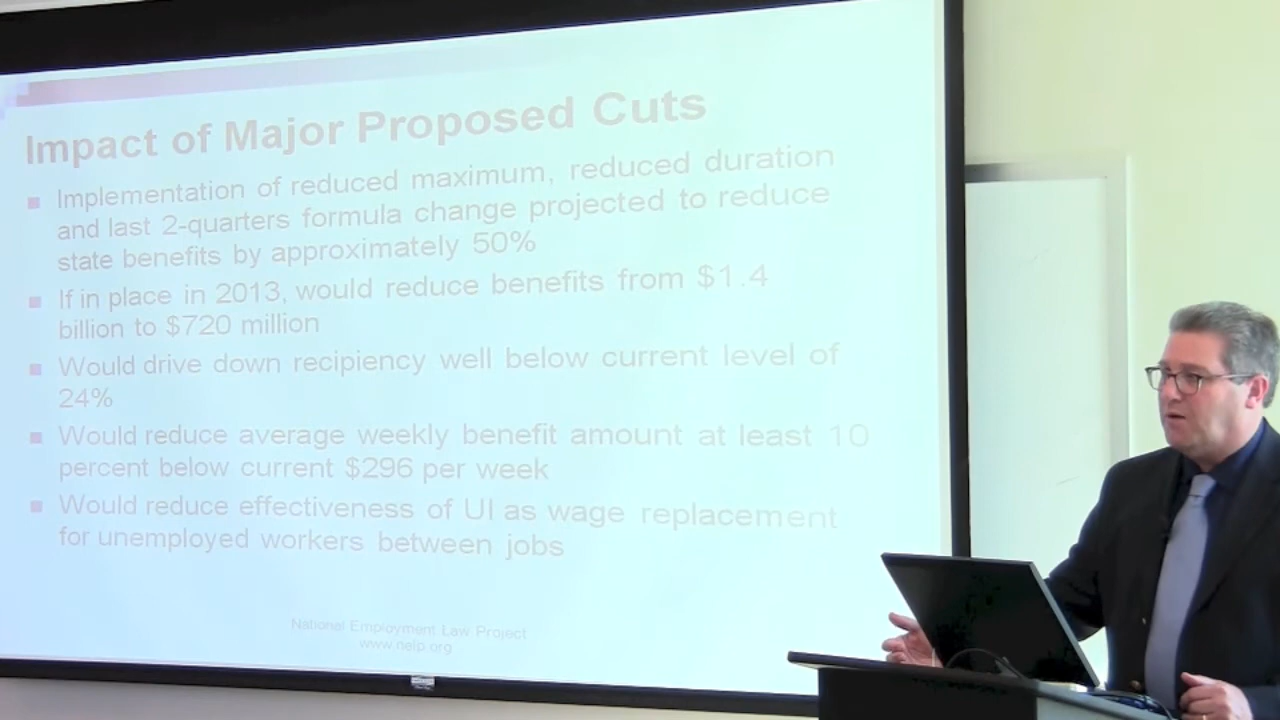 Impact of Major Proposed Cuts
Implementation of reduced maximum, reduced duration
and last 2-quarters formula change projected to reduce
state benefits by approximately 50%
If in place in 2013, would reduce benefits from $1.4
billion to $720 million
Would drive down recipiency well below current level of
24%
Would reduce average weekly benefit amount at least 10
percent below current $296 per week
Would reduce effectiveness of UI as wage replacement
for unemployed workers between jobs
National Employment Law Project
www.nelp.org